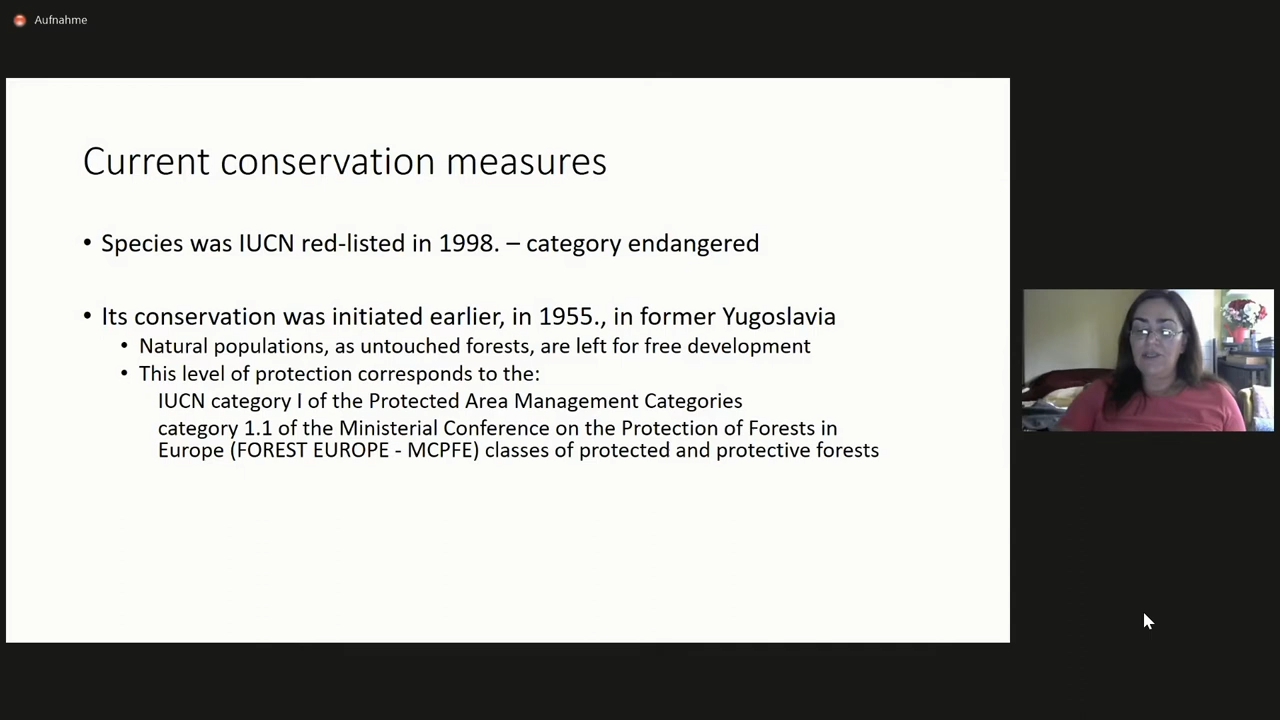 Aufnahme
Current conservation measures
• Species was IUCN red-listed in 1998. – category endangered
• Its conservation was initiated earlier, in 1955., in former Yugoslavia
• Natural populations, as untouched forests, are left for free development
• This level of protection corresponds to the:
IUCN category I of the Protected Area Management Categories
category 1.1 of the Ministerial Conference on the Protection of Forests in
Europe (FOREST EUROPE - MCPFE) classes of protected and protective forests